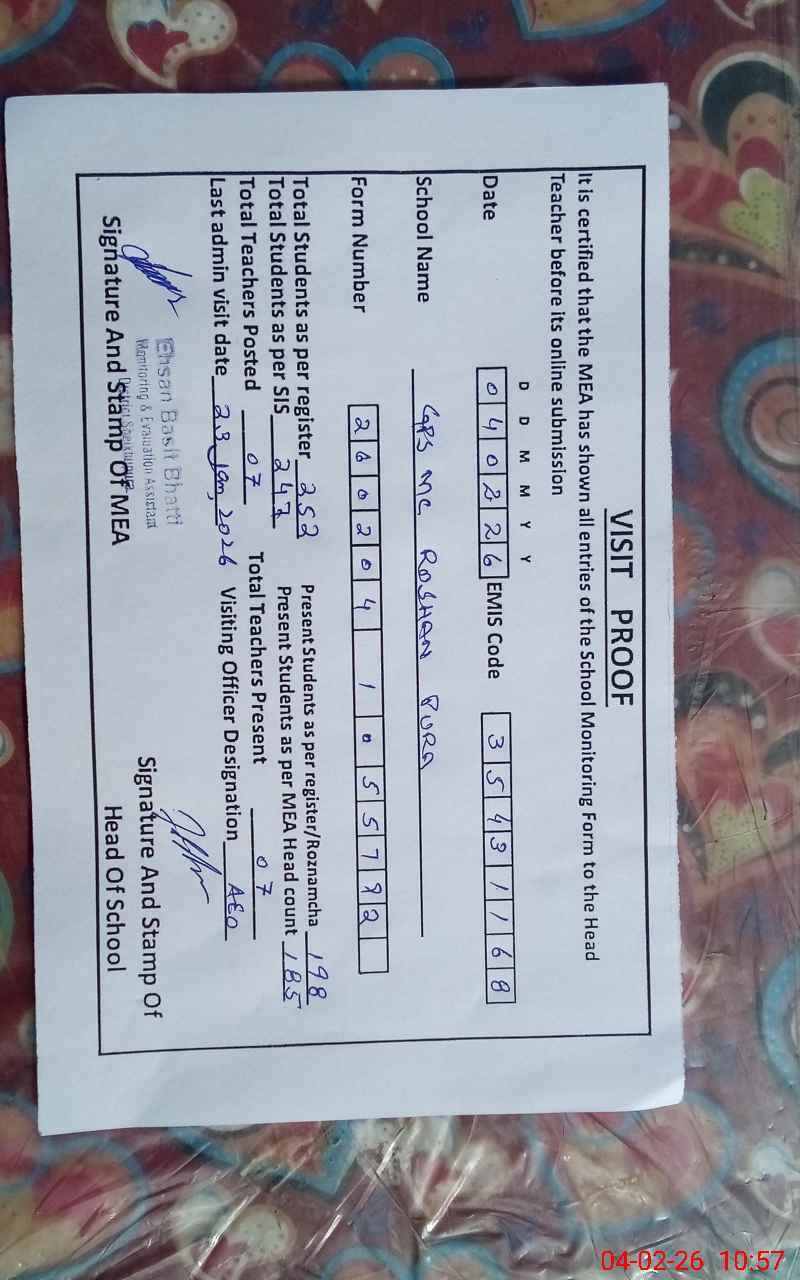 VISIT PROOF
It is certified that the MEA has shown all entries of the School Monitoring Form to the Head
Teacher before its online submission
D D M M Y Y
Date 0 4 0 2 2 6 EMIS Code 3 5 4 3 1 1 6 8
School Name GPS MC ROSHAN PURA
Form Number 2 6 0 2 0 4 1 0 5 5 7 9 2
Total Students as per register 252 Present Students as per register/Roznamcha 198
Total Students as per SIS 247 Present Students as per MEA Head count 185
Total Teachers Posted 07 Total Teachers Present 07
Last admin visit date 23 Jan, 2026 Visiting Officer Designation AEO
Ehsan Basit Bhatti
Monitoring & Evaluation Assistant
District Sheikhupura
Signature And Stamp Of MEA
Signature And Stamp Of
Head Of School
04-02-26 10:57